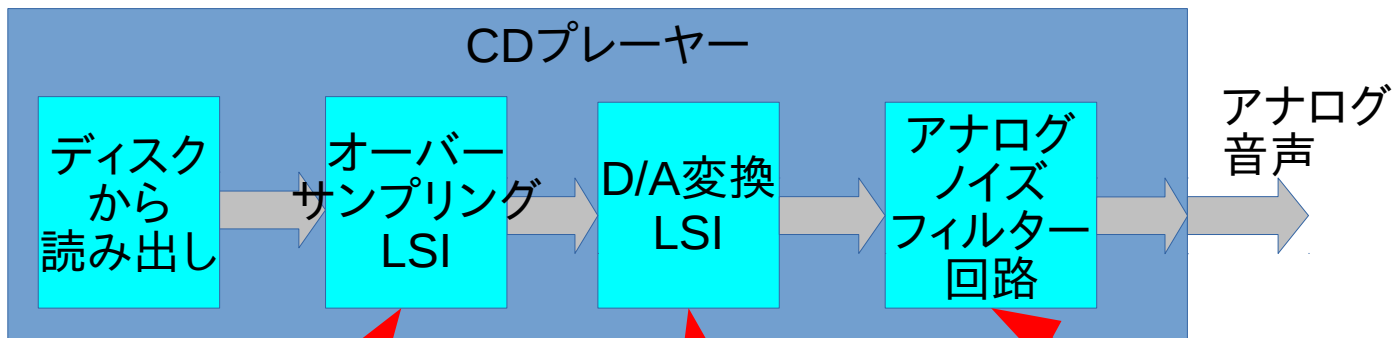 CDプレーヤー
ディスク
から
読み出し
オーバー
サンプリング
LSI
D/A変換
LSI
アナログ
ノイズ
フィルター
回路
アナログ
音声